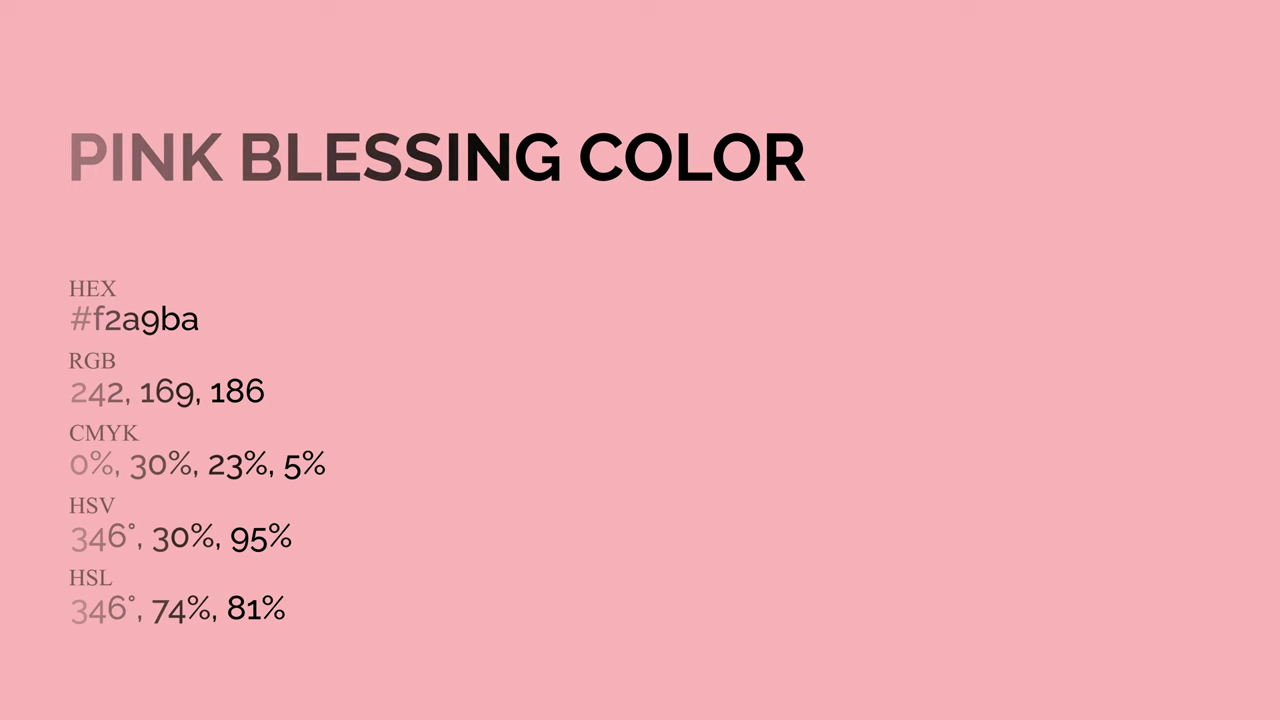 PINK BLESSING COLOR
HEX
#f2a9ba
RGB
242, 169, 186
CMYK
0%, 30%, 23%, 5%
HSV
346°, 30%, 95%
HSL
346°, 74%, 81%